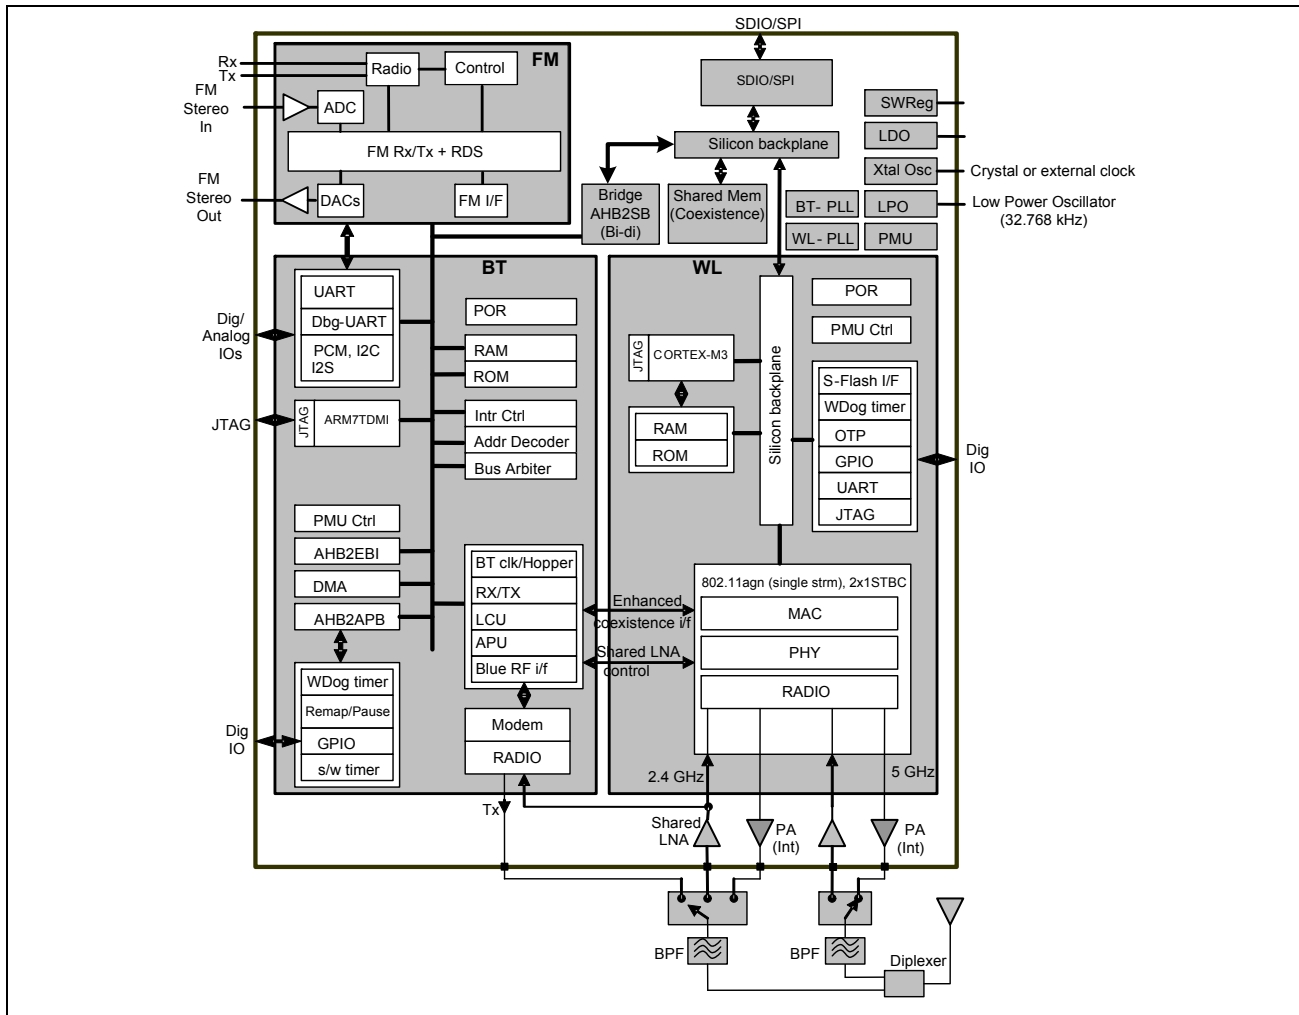 SDIO/SPI
FM
Rx
Tx
Radio
Control
FM
Stereo
In
ADC
FM Rx/Tx + RDS
FM
Stereo
Out
DACs
FM I/F
SDIO/SPI
Silicon backplane
Bridge
AHB2SB
(Bi-di)
Shared Mem
(Coexistence)
SWReg
LDO
Xtal Osc
Crystal or external clock
BT- PLL
LPO
Low Power Oscillator
(32.768 kHz)
WL- PLL
PMU
BT
UART
Dbg-UART
PCM, I2C
I2S
Dig/
Analog
IOs
POR
RAM
ROM
JTAG
JTAG
ARM7TDMI
Intr Ctrl
Addr Decoder
Bus Arbiter
PMU Ctrl
AHB2EBI
DMA
AHB2APB
BT clk/Hopper
RX/TX
LCU
APU
Blue RF i/f
WDog timer
Remap/Pause
GPIO
s/w timer
Dig
IO
Modem
RADIO
Tx
Enhanced
coexistence i/f
Shared LNA
control
WL
POR
PMU Ctrl
JTAG
CORTEX-M3
RAM
ROM
Silicon backplane
S-Flash I/F
WDog timer
OTP
GPIO
UART
JTAG
Dig
IO
802.11agn (single strm), 2x1STBC
MAC
PHY
RADIO
2.4 GHz
5 GHz
Shared
LNA
PA
(Int)
PA
(Int)
BPF
BPF
Diplexer